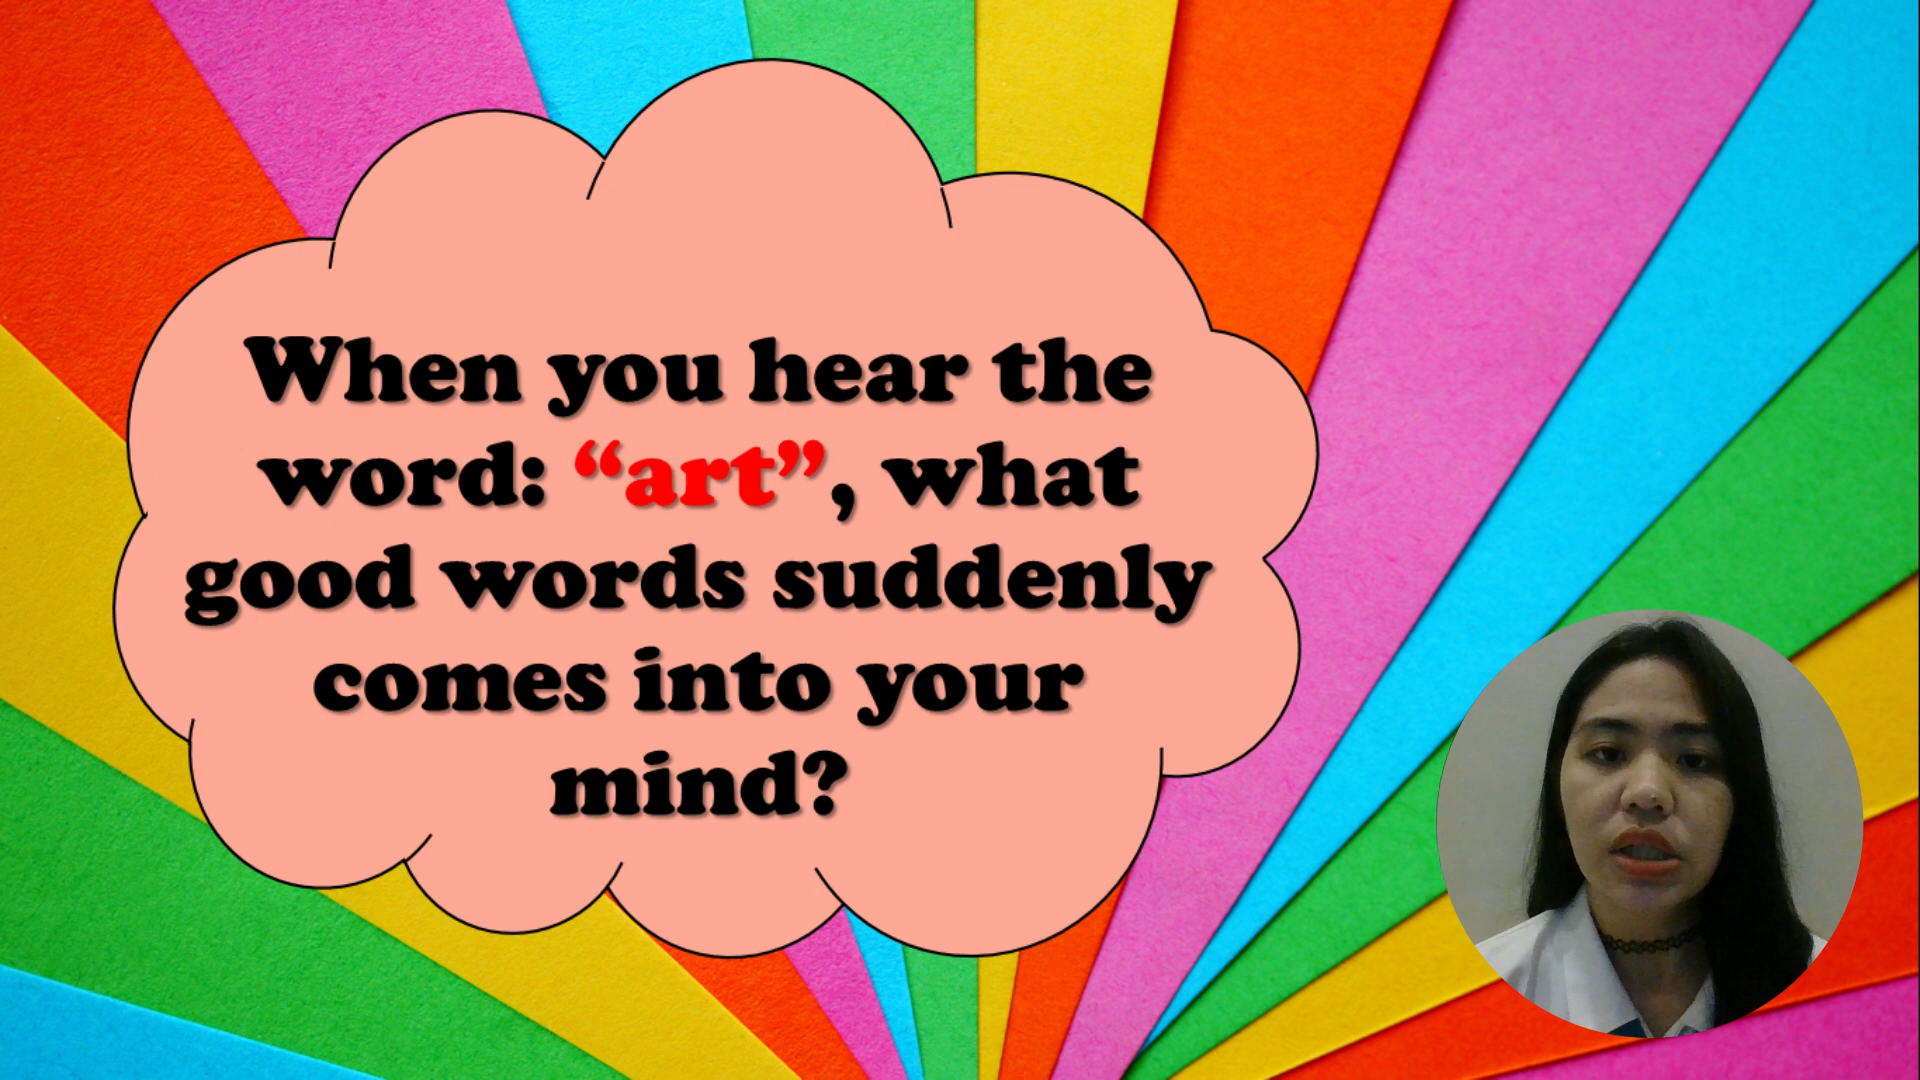 When you hear the
word: “art”, what
good words suddenly
comes into your
mind?